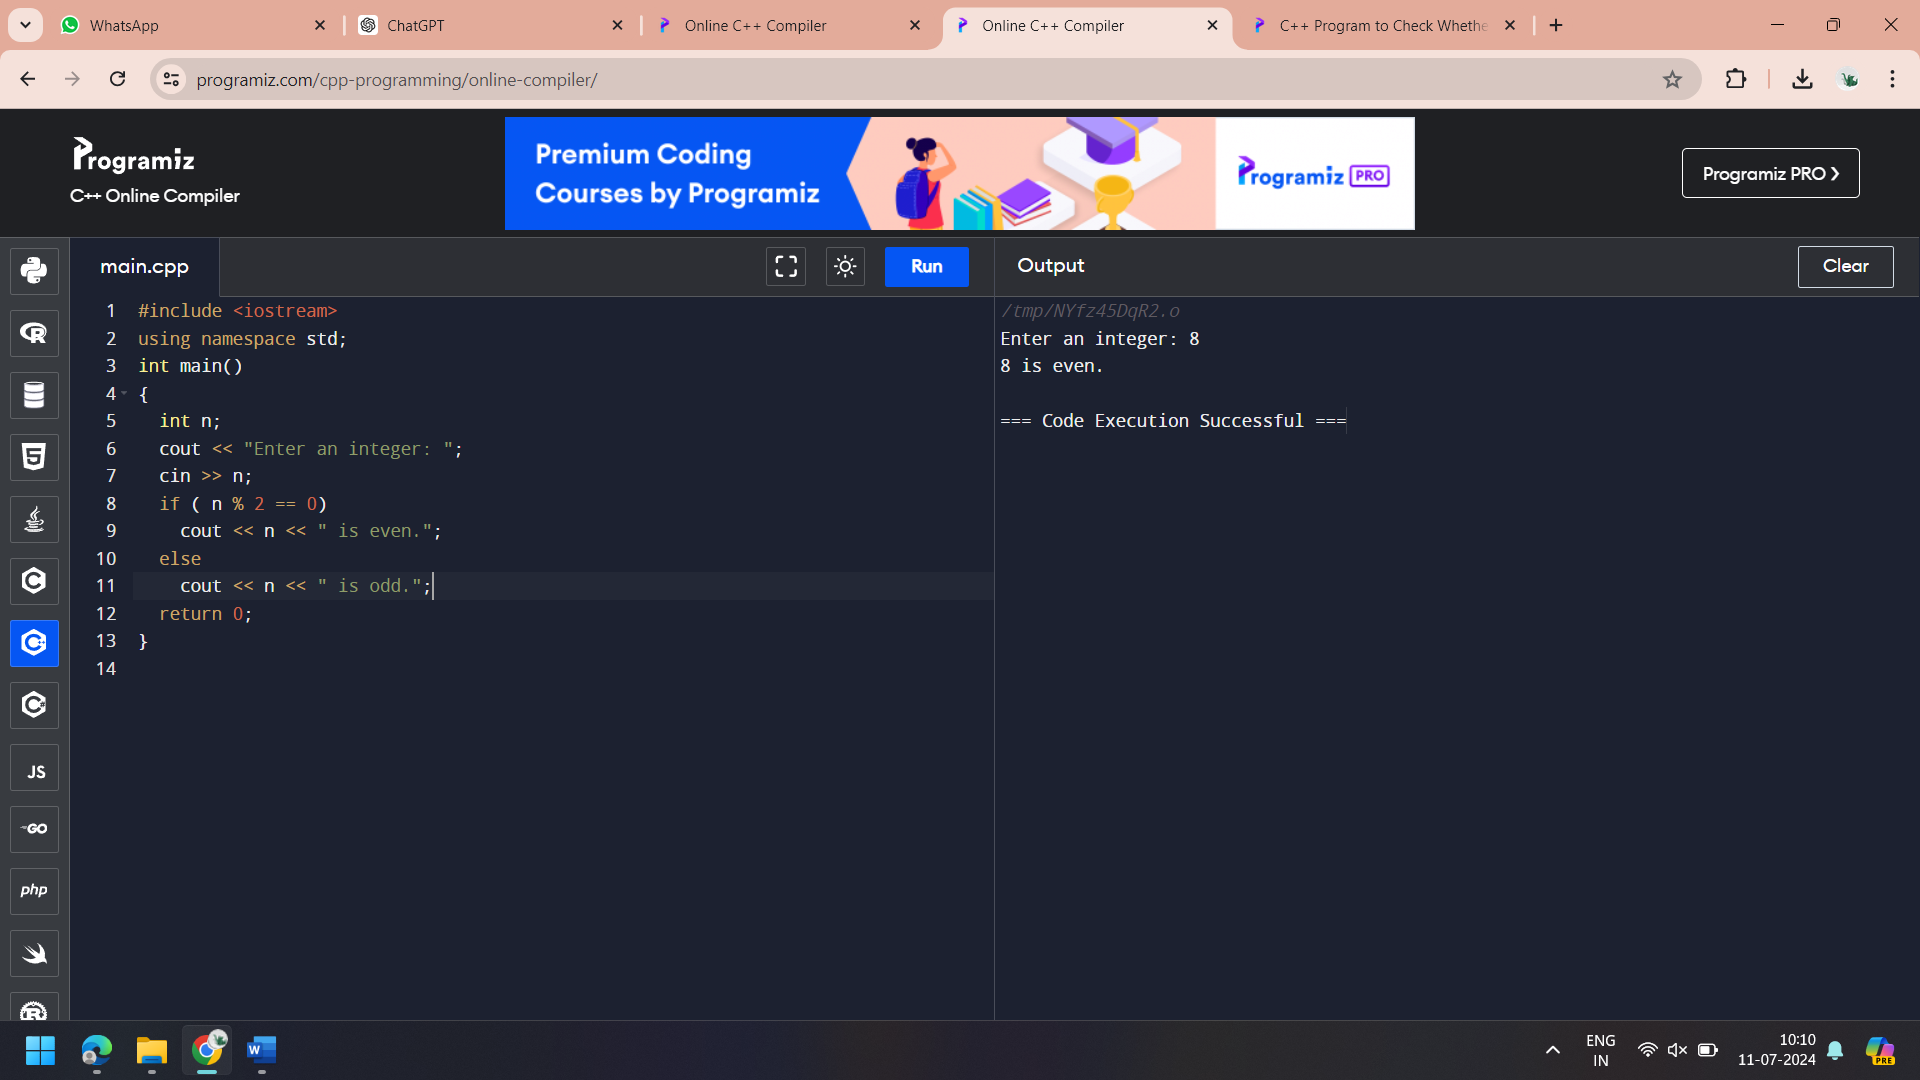 WhatsApp
ChatGPT
Online C++ Compiler
Online C++ Compiler
C++ Program to Check Whethe
programiz.com/cpp-programming/online-compiler/
Programiz
C++ Online Compiler
Premium Coding
Courses by Programiz
Programiz PRO
Programiz PRO ❯
main.cpp
Run
Output
Clear
1 #include <iostream>
2 using namespace std;
3 int main()
4 {
5 int n;
6 cout << "Enter an integer: ";
7 cin >> n;
8 if ( n % 2 == 0)
9 cout << n << " is even.";
10 else
11 cout << n << " is odd.";
12 return 0;
13 }
14
/tmp/NYfz45DqR2.o
Enter an integer: 8
8 is even.
=== Code Execution Successful ===
R
5
C
C+
C
JS
GO
php
R
W
ENG
IN
10:10
11-07-2024
PRE